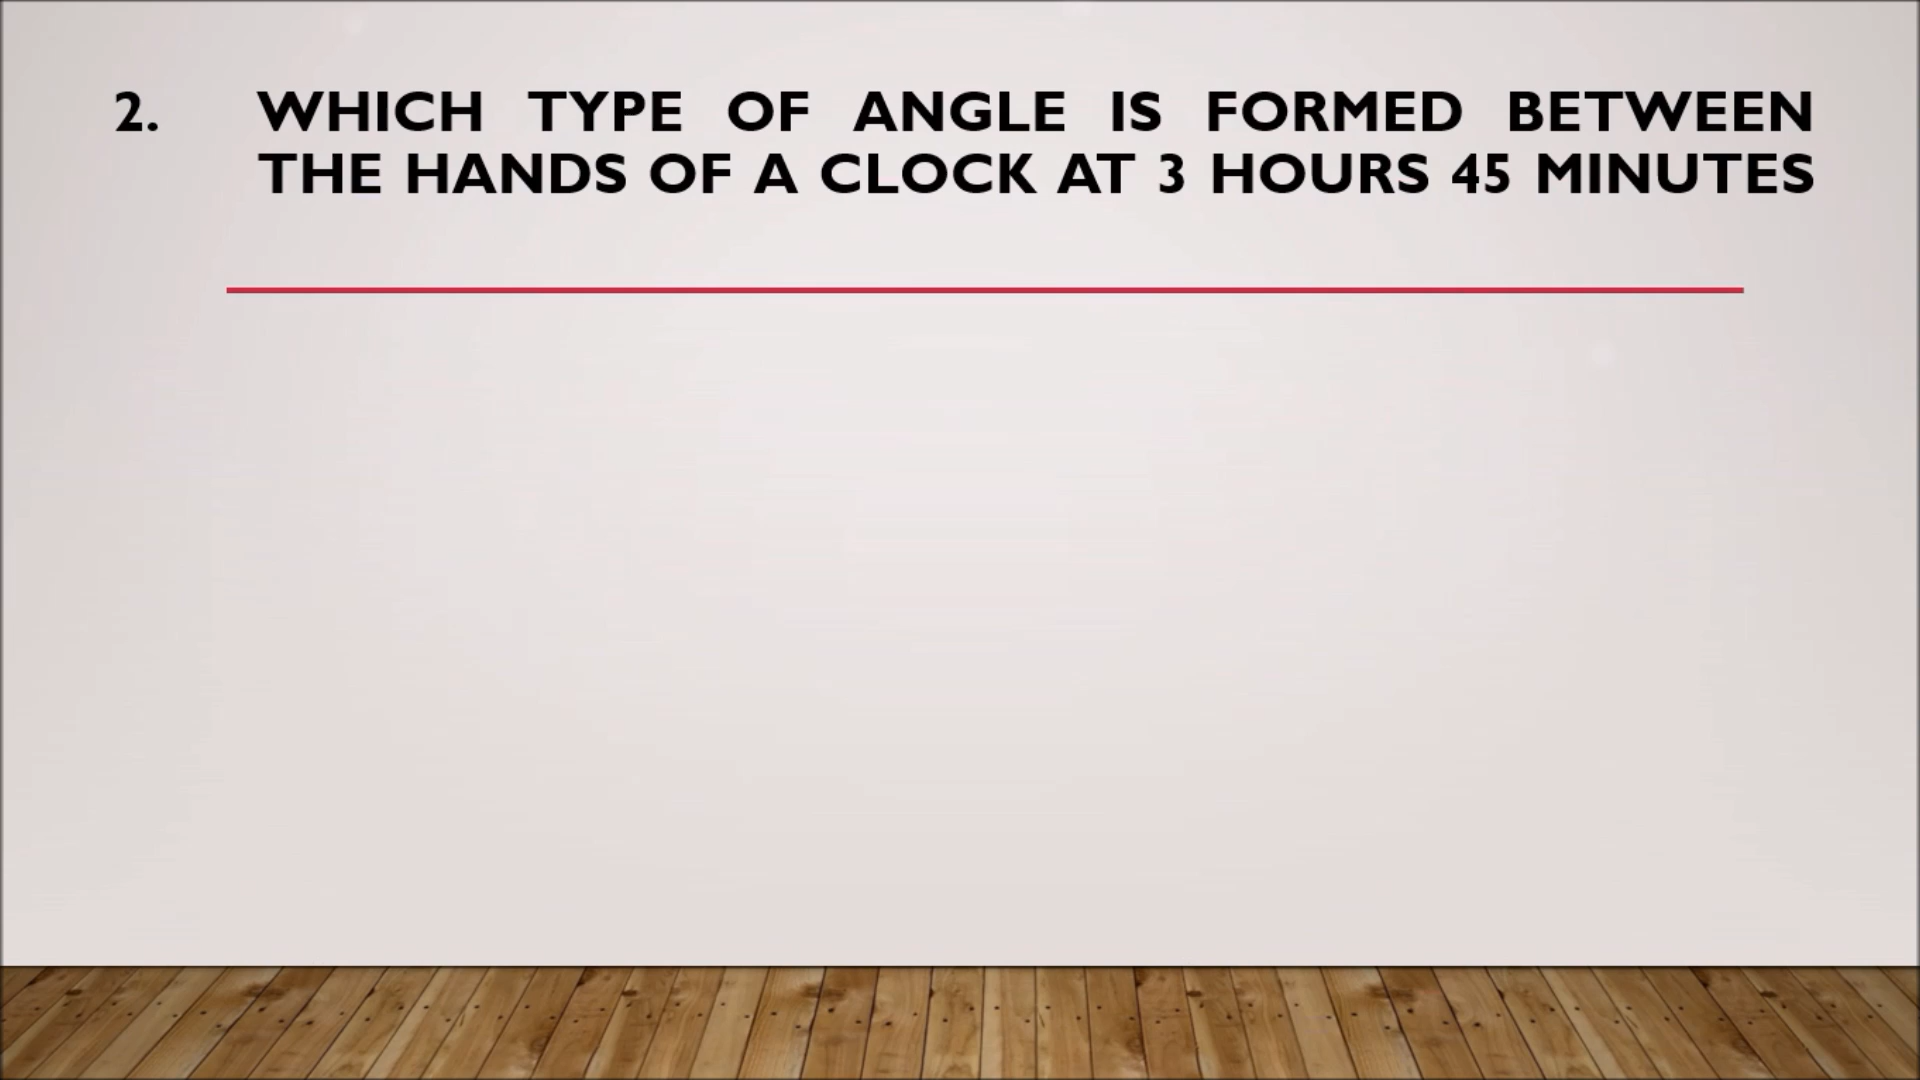 2. WHICH TYPE OF ANGLE IS FORMED BETWEEN
THE HANDS OF A CLOCK AT 3 HOURS 45 MINUTES